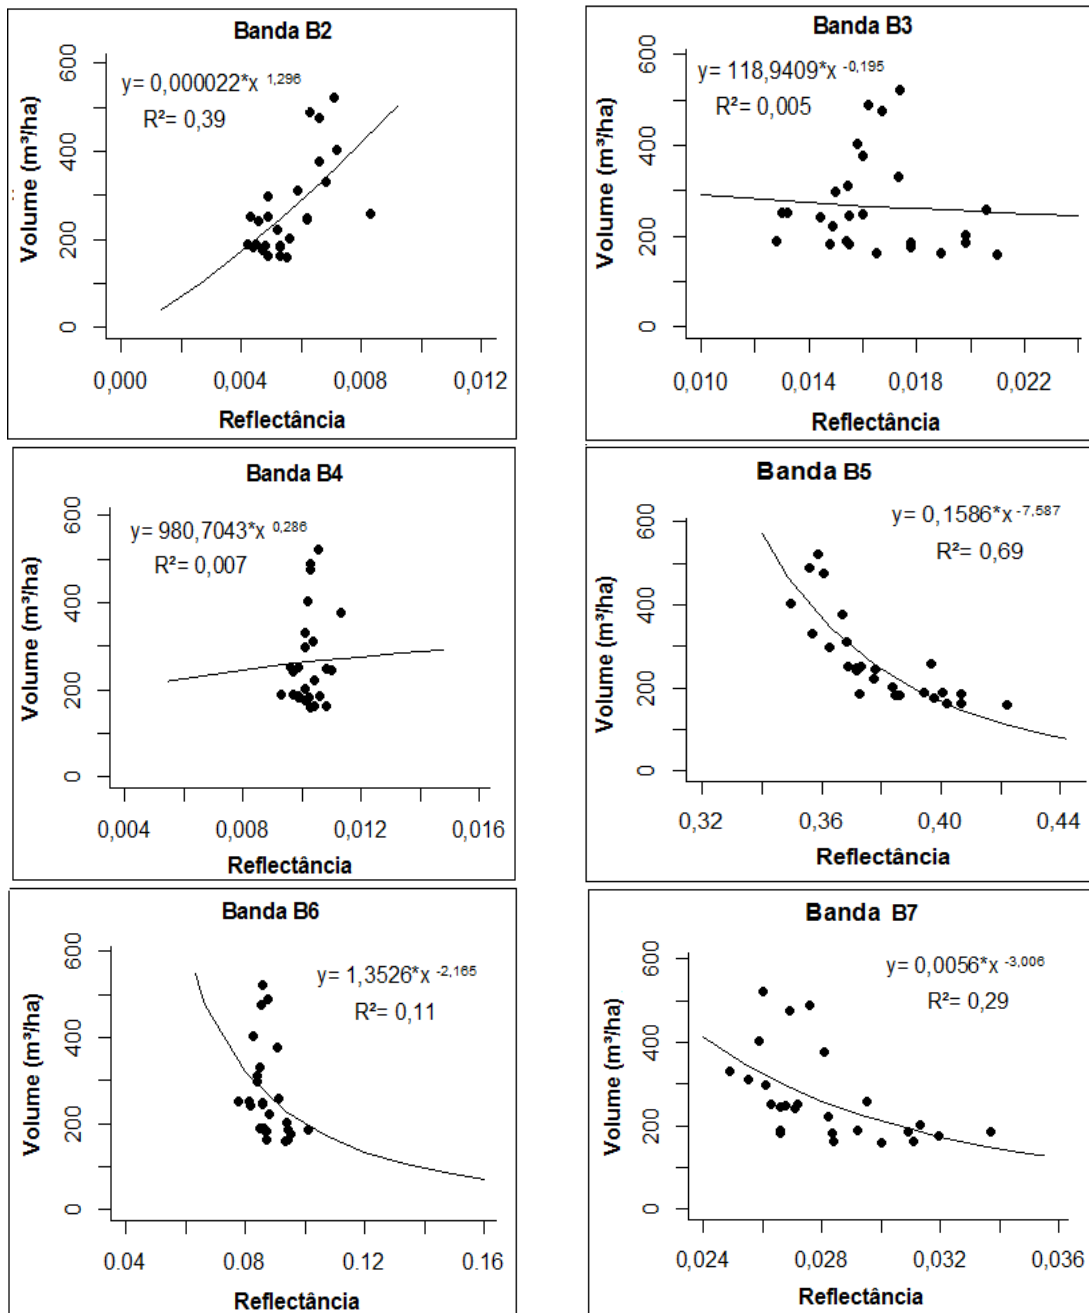 Banda B2
y= 0,000022*x 1,296
R²= 0,39
Volume (m³/ha)
600
400
200
0
0,000 0,004 0,008 0,012
Reflectância
Banda B3
y= 118,9409*x -0,195
R²= 0,005
Volume (m³/ha)
600
400
200
0
0,010 0,014 0,018 0,022
Reflectância
Banda B4
y= 980,7043*x 0,286
R²= 0,007
Volume (m³/ha)
600
400
200
0
0,004 0,008 0,012 0,016
Reflectância
Banda B5
y= 0,1586*x -7,587
R²= 0,69
Volume (m³/ha)
600
400
200
0
0,32 0,36 0,40 0,44
Reflectância
Banda B6
y= 1,3526*x -2,165
R²= 0,11
Volume (m³/ha)
600
400
200
0
0.04 0.08 0.12 0.16
Reflectância
Banda B7
y= 0,0056*x -3,006
R²= 0,29
Volume (m³/ha)
600
400
200
0
0,024 0,028 0,032 0,036
Reflectância